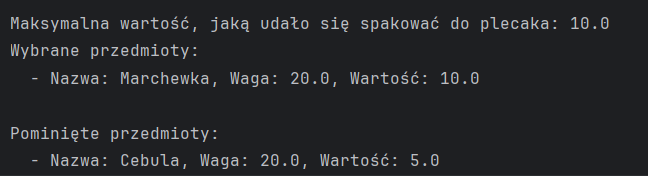 Maksymalna wartość, jaką udało się spakować do plecaka: 10.0
Wybrane przedmioty:
- Nazwa: Marchewka, Waga: 20.0, Wartość: 10.0
Pominięte przedmioty:
- Nazwa: Cebula, Waga: 20.0, Wartość: 5.0